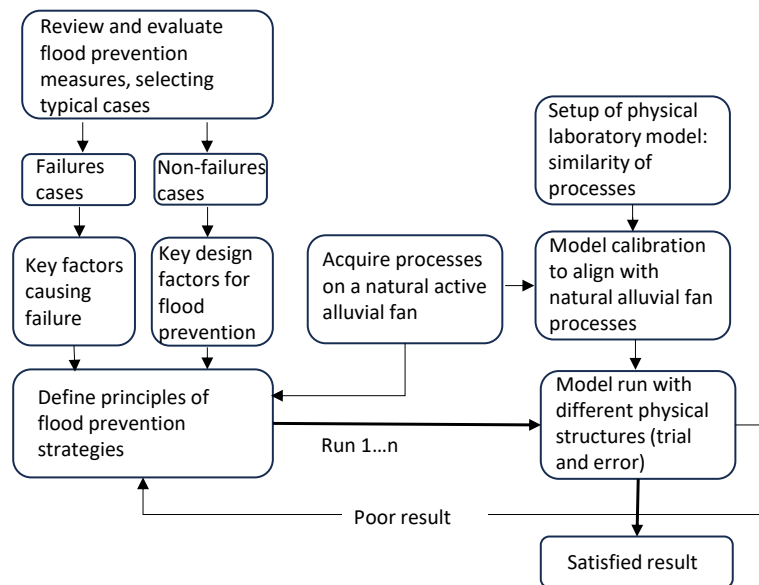 Review and evaluate
flood prevention
measures, selecting
typical cases
Setup of physical
laboratory model:
similarity of
processes
Failures
cases
Non-failures
cases
Key factors
causing
failure
Key design
factors for
flood
prevention
Acquire processes
on a natural active
alluvial fan
Model calibration
to align with
natural alluvial fan
processes
Define principles of
flood prevention
strategies
Run 1...n
Model run with
different physical
structures (trial
and error)
Poor result
Satisfied result